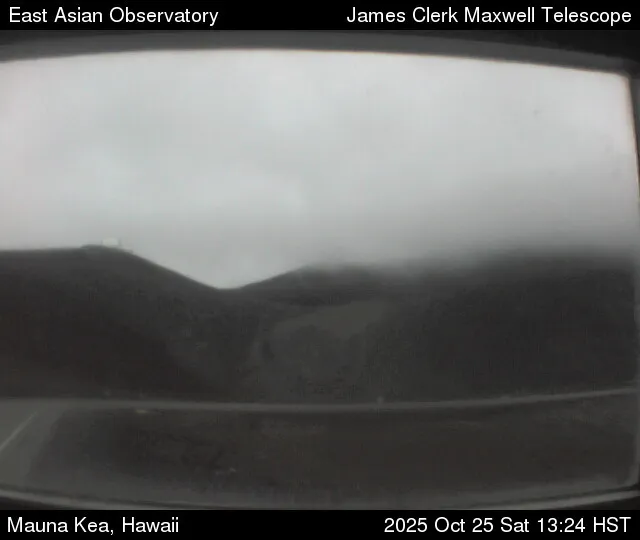 East Asian Observatory
James Clerk Maxwell Telescope
Mauna Kea, Hawaii
2025 Oct 25 Sat 13:24 HST